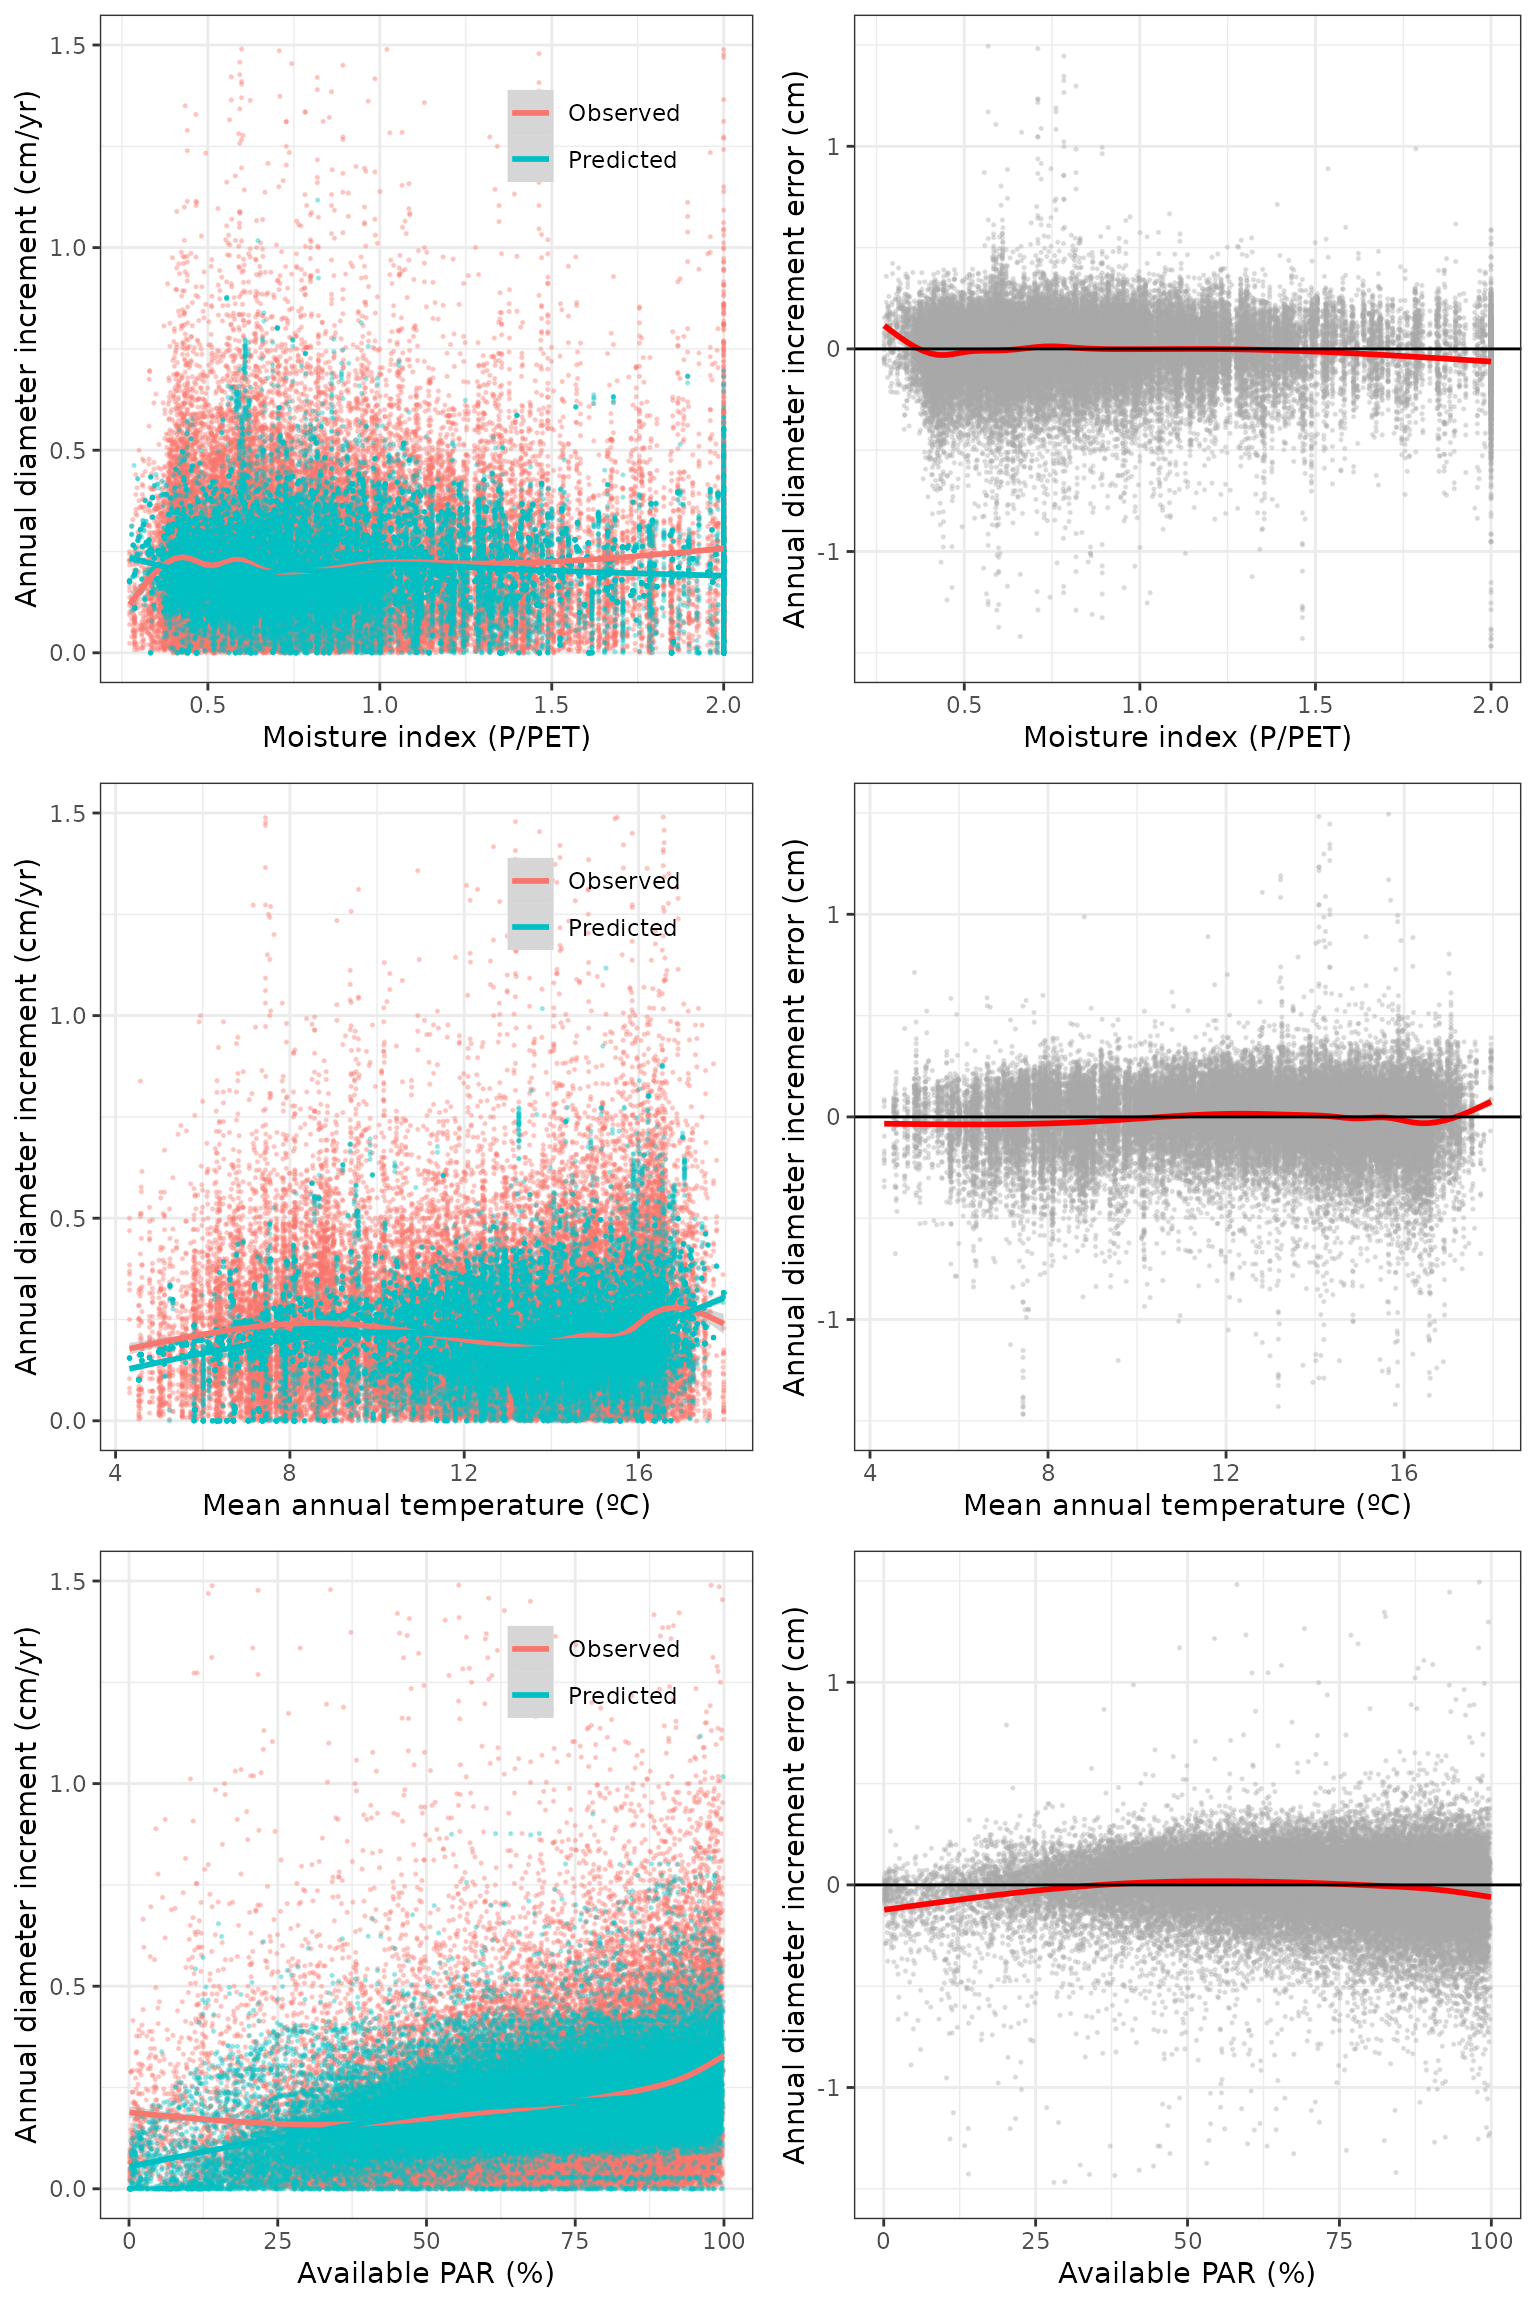 Annual diameter increment (cm/yr)
1.5
1.0
0.5
0.0
Observed
Predicted
0.5 1.0 1.5 2.0
Moisture index (P/PET)
Annual diameter increment error (cm)
1
0
-1
0.5 1.0 1.5 2.0
Moisture index (P/PET)
Annual diameter increment (cm/yr)
1.5
1.0
0.5
0.0
Observed
Predicted
4 8 12 16
Mean annual temperature (ºC)
Annual diameter increment error (cm)
1
0
-1
4 8 12 16
Mean annual temperature (ºC)
Annual diameter increment (cm/yr)
1.5
1.0
0.5
0.0
Observed
Predicted
0 25 50 75 100
Available PAR (%)
Annual diameter increment error (cm)
1
0
-1
0 25 50 75 100
Available PAR (%)